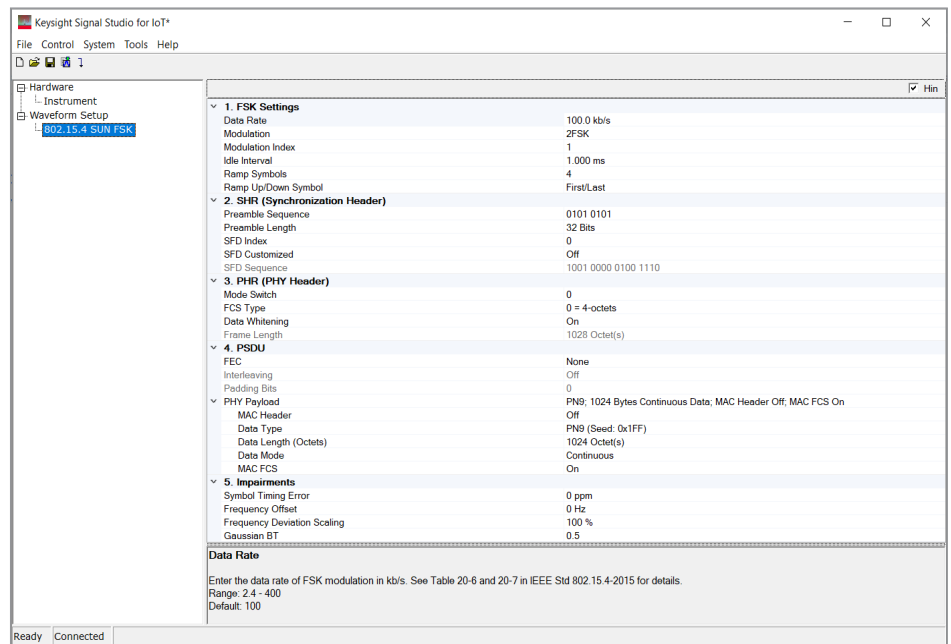 Keysight Signal Studio for IoT*
File Control System Tools Help
Hardware
Instrument
Waveform Setup
802.15.4 SUN FSK
Hin
1. FSK Settings
Data Rate 100.0 kb/s
Modulation 2FSK
Modulation Index 1
Idle Interval 1.000 ms
Ramp Symbols 4
Ramp Up/Down Symbol First/Last
2. SHR (Synchronization Header)
Preamble Sequence 0101 0101
Preamble Length 32 Bits
SFD Index 0
SFD Customized Off
SFD Sequence 1001 0000 0100 1110
3. PHR (PHY Header)
Mode Switch 0
FCS Type 0 = 4-octets
Data Whitening On
Frame Length 1028 Octet(s)
4. PSDU
FEC None
Interleaving Off
Padding Bits 0
PHY Payload PN9; 1024 Bytes Continuous Data; MAC Header Off; MAC FCS On
MAC Header Off
Data Type PN9 (Seed: 0x1FF)
Data Length (Octets) 1024 Octet(s)
Data Mode Continuous
MAC FCS On
5. Impairments
Symbol Timing Error 0 ppm
Frequency Offset 0 Hz
Frequency Deviation Scaling 100 %
Gaussian BT 0.5
Data Rate
Enter the data rate of FSK modulation in kb/s. See Table 20-6 and 20-7 in IEEE Std 802.15.4-2015 for details.
Range: 2.4 - 400
Default: 100
Ready Connected